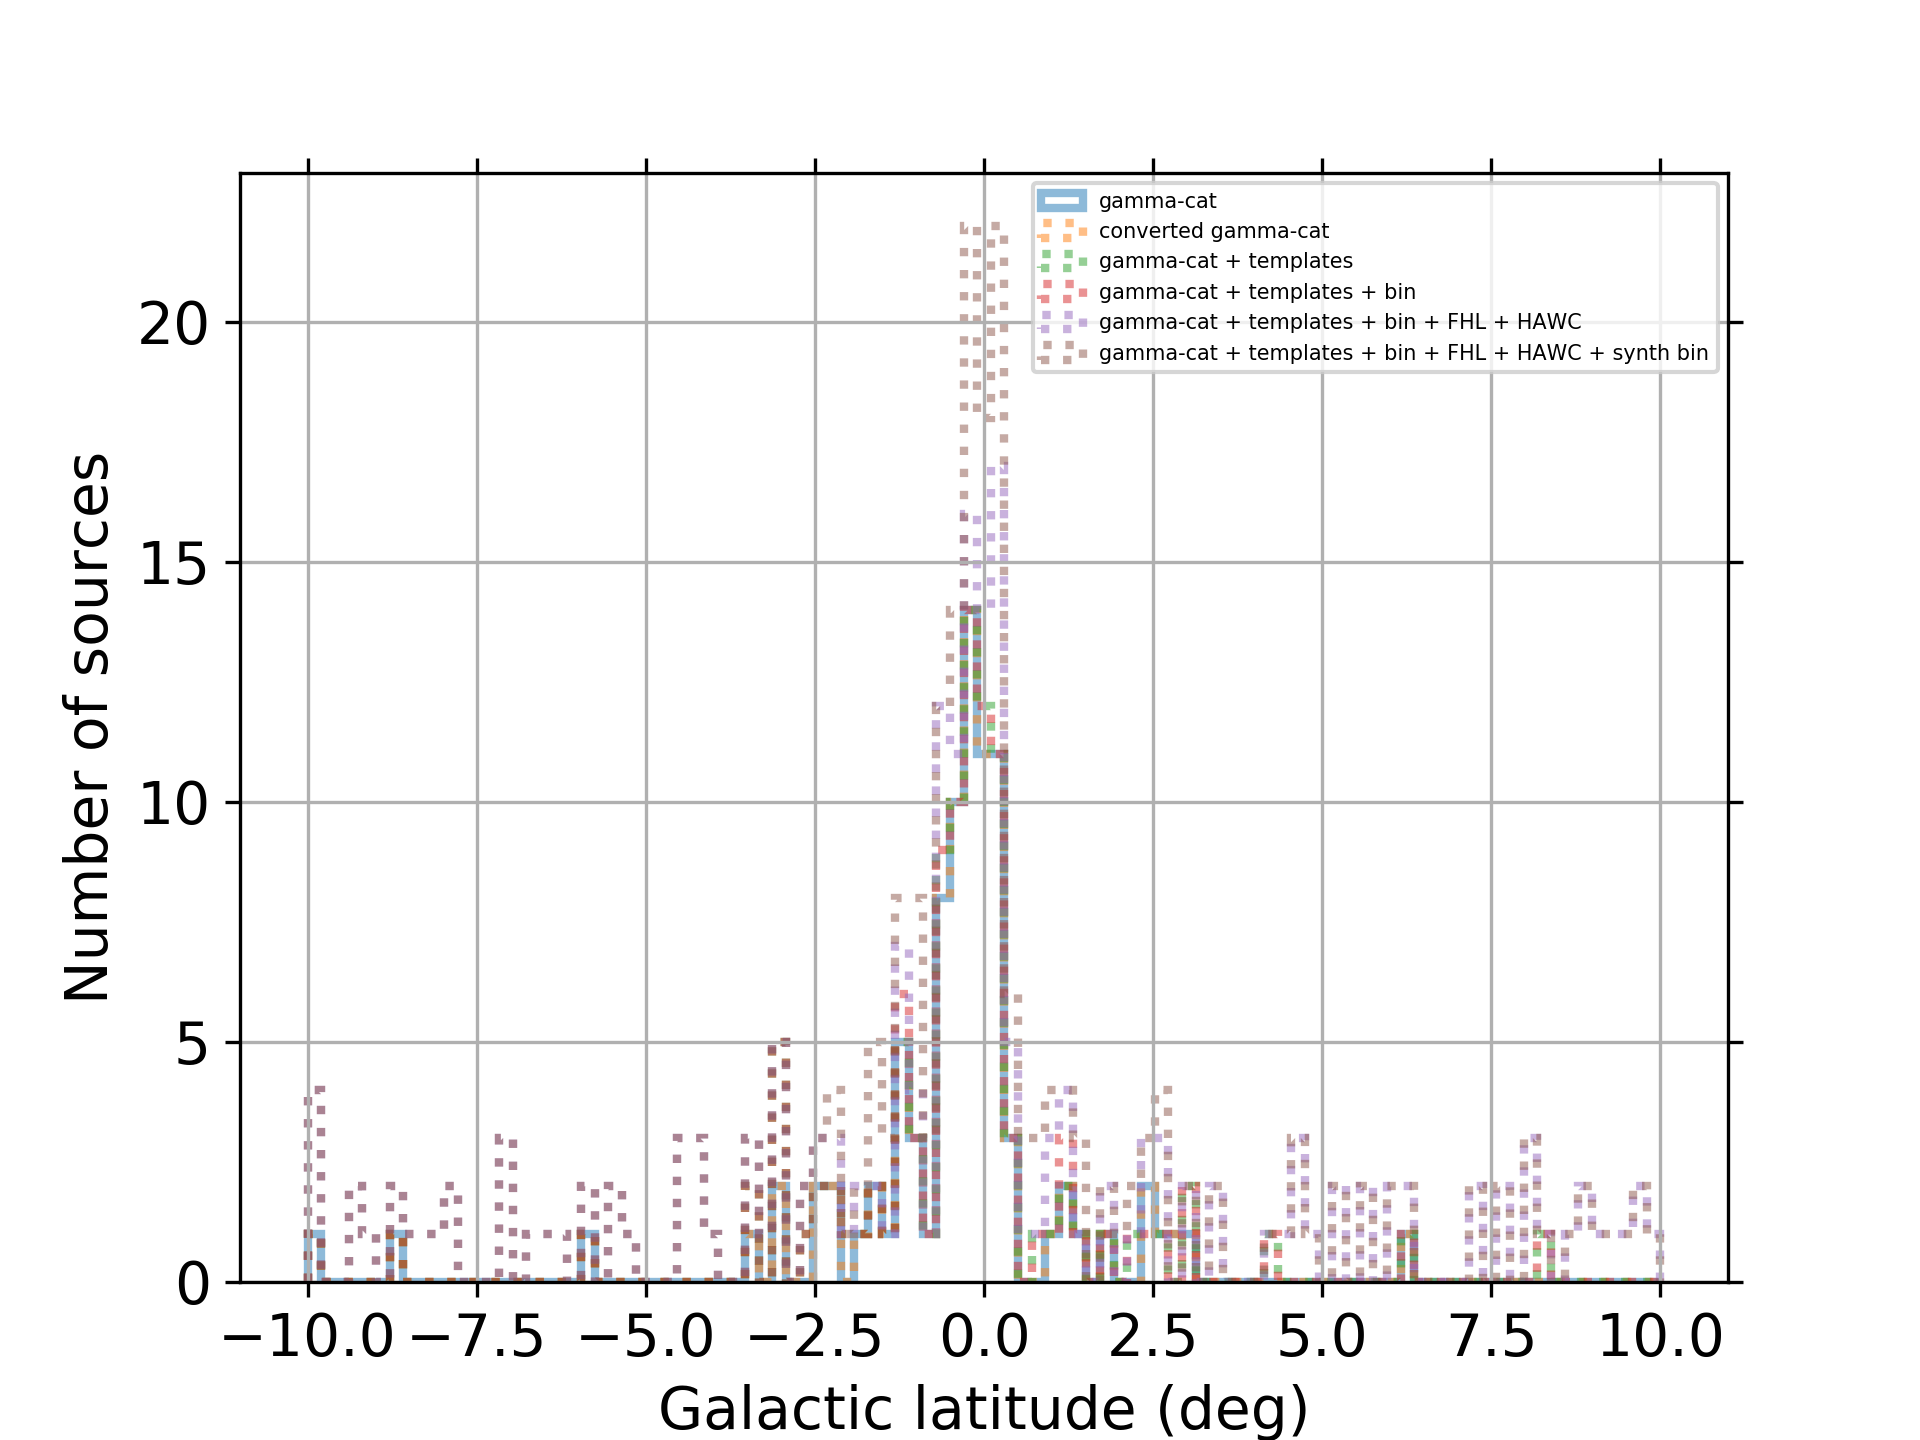 gamma-cat
converted gamma-cat
gamma-cat + templates
gamma-cat + templates + bin
gamma-cat + templates + bin + FHL + HAWC
gamma-cat + templates + bin + FHL + HAWC + synth bin
Number of sources
20
15
10
5
0
−10.0 −7.5 −5.0 −2.5 0.0 2.5 5.0 7.5 10.0
Galactic latitude (deg)